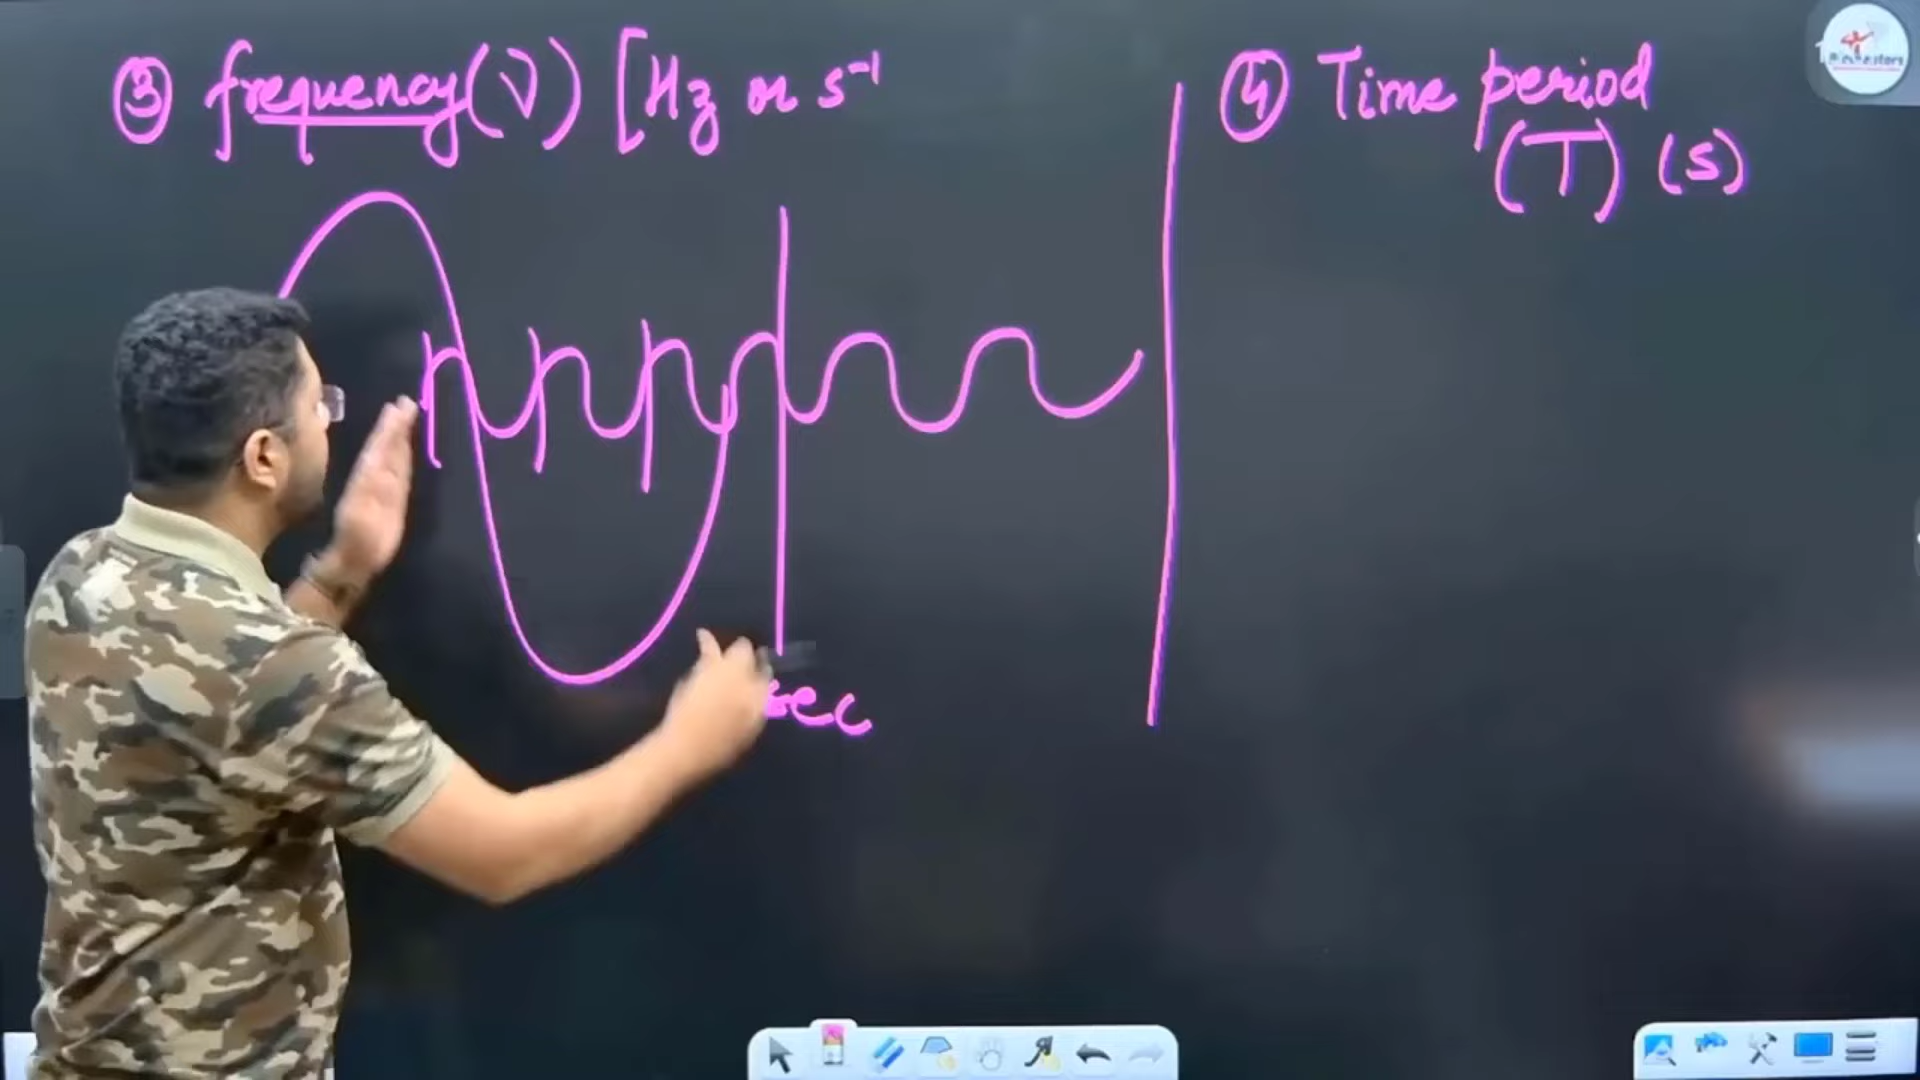 ③ frequency (ν) [Hz or s⁻¹
④ Time period
(T) (s)
sec